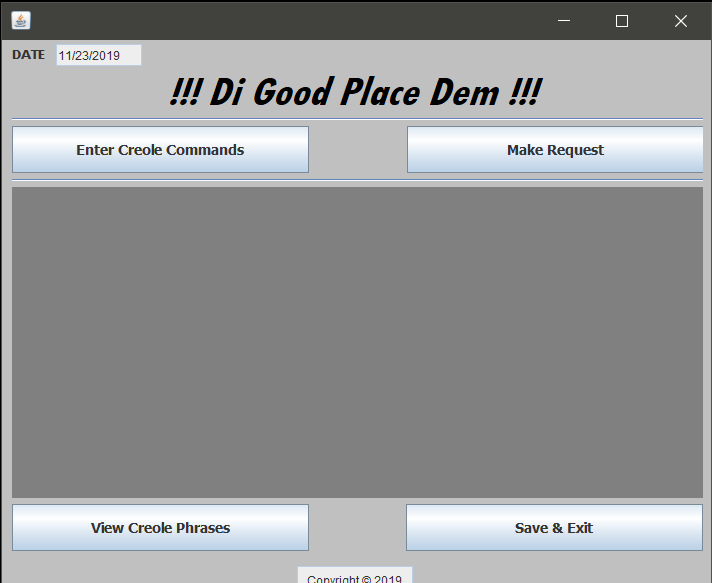 DATE 11/23/2019
!!! Di Good Place Dem !!!
Enter Creole Commands Make Request
View Creole Phrases Save & Exit
Copyright © 2019